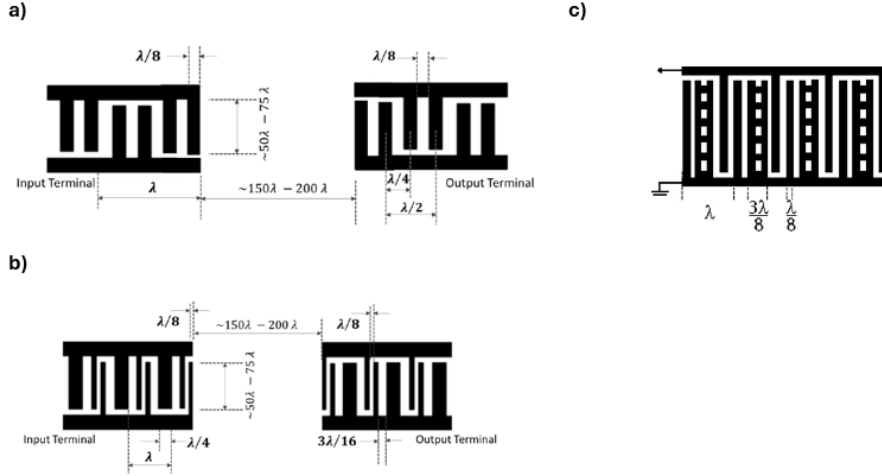 a)
λ/8
~50λ − 75 λ
Input Terminal
λ
~150λ − 200 λ
λ/8
λ/4
λ/2
Output Terminal
b)
λ/8
~150λ − 200 λ
λ/8
~50λ − 75 λ
Input Terminal
λ/4
λ
3λ/16
Output Terminal
c)
λ
3λ/8
λ/8